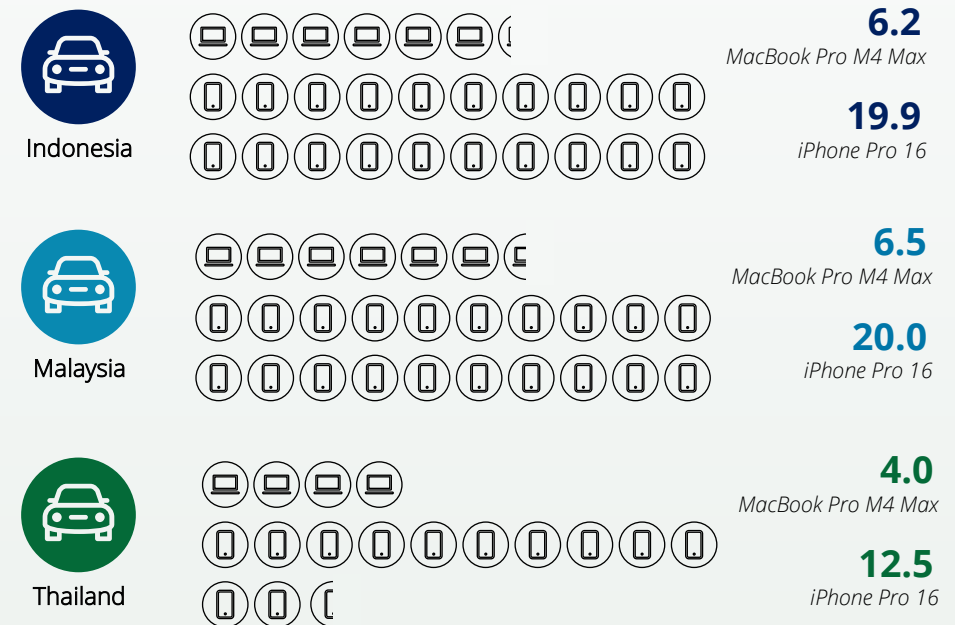 6.2
MacBook Pro M4 Max
19.9
iPhone Pro 16
Indonesia
6.5
MacBook Pro M4 Max
20.0
iPhone Pro 16
Malaysia
4.0
MacBook Pro M4 Max
12.5
iPhone Pro 16
Thailand